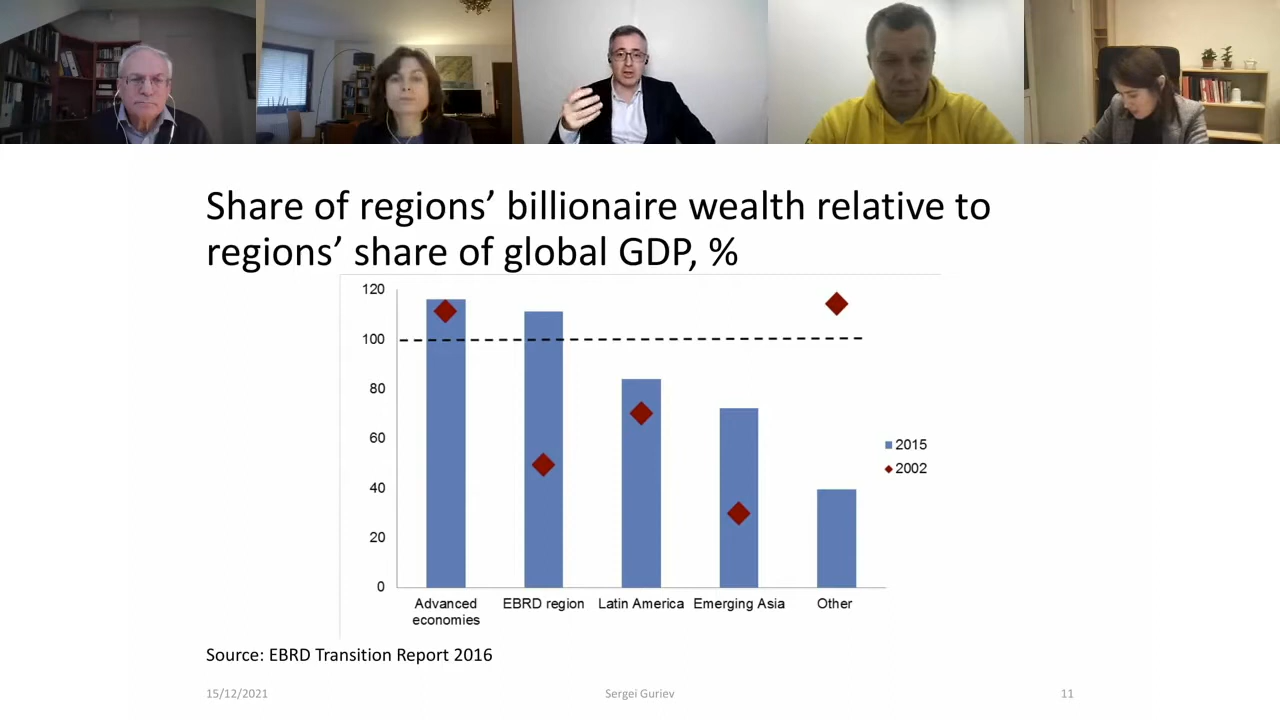 Share of regions’ billionaire wealth relative to
regions’ share of global GDP, %
120
100
80
60
40
20
0
2015
2002
Advanced
economies
EBRD region
Latin America
Emerging Asia
Other
Source: EBRD Transition Report 2016
15/12/2021
Sergei Guriev
11